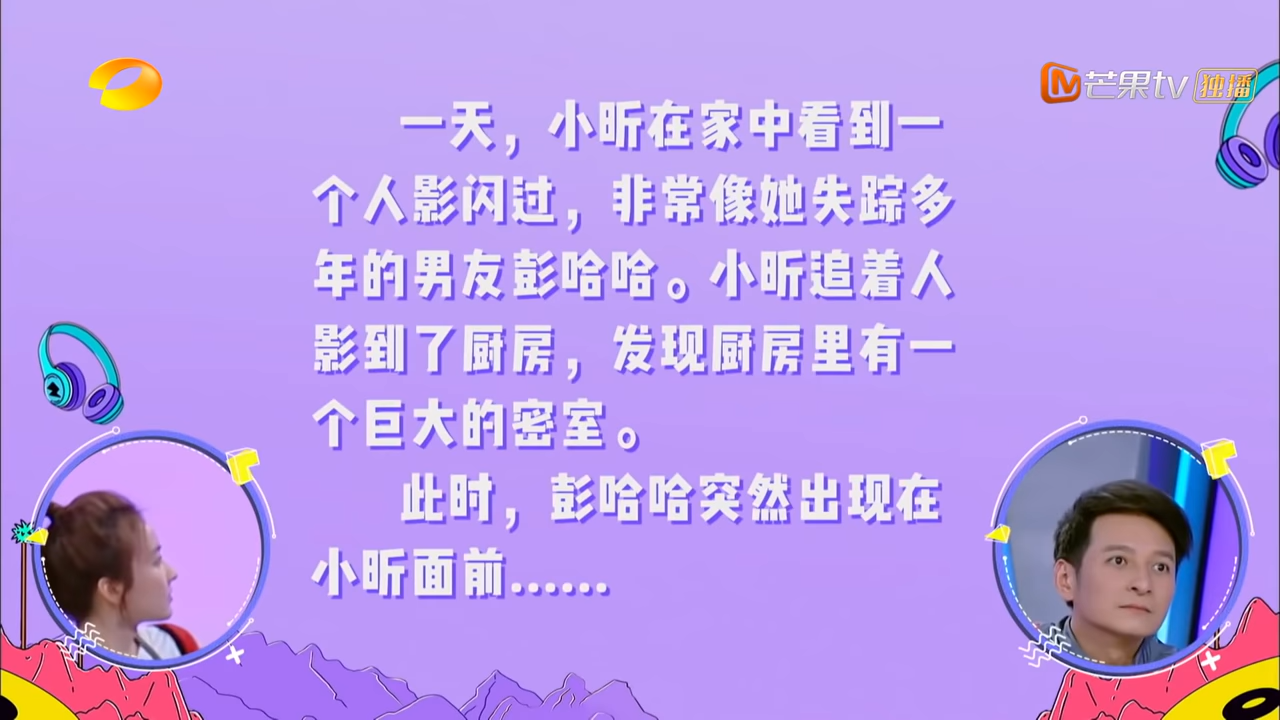 芒果tv 独播
一天，小昕在家中看到一
个人影闪过，非常像她失踪多
年的男友彭哈哈。小昕追着人
影到了厨房，发现厨房里有一
个巨大的密室。
此时，彭哈哈突然出现在
小昕面前……